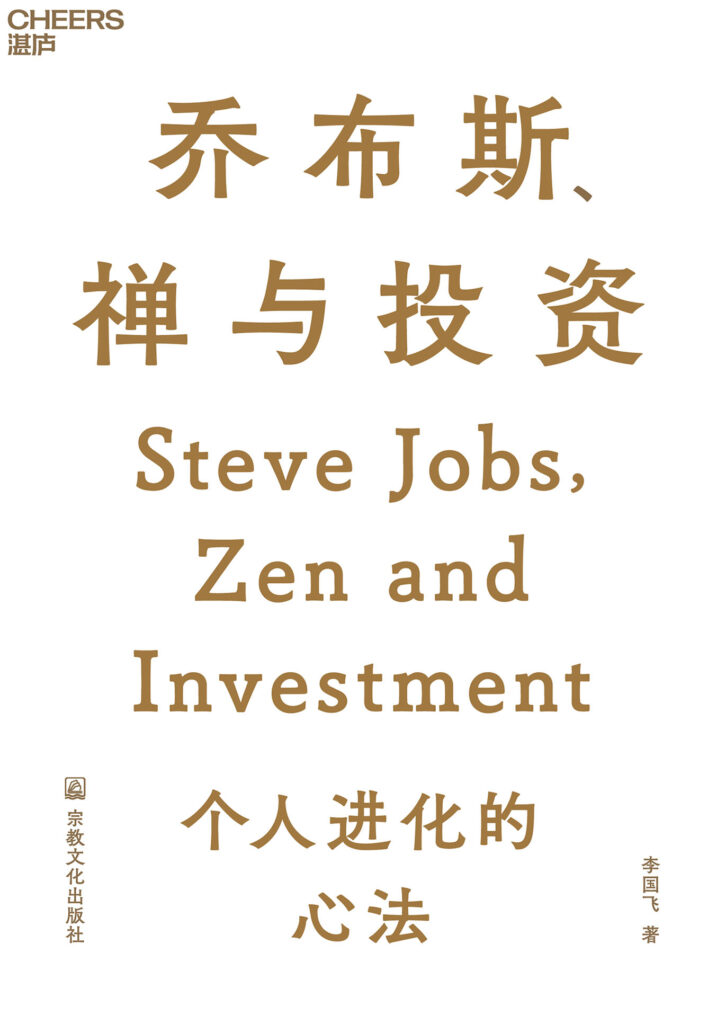 CHEERS
湛庐
乔布斯、
禅与投资
Steve Jobs,
Zen and
Investment
个人进化的
心法
宗教文化出版社
李国飞 著